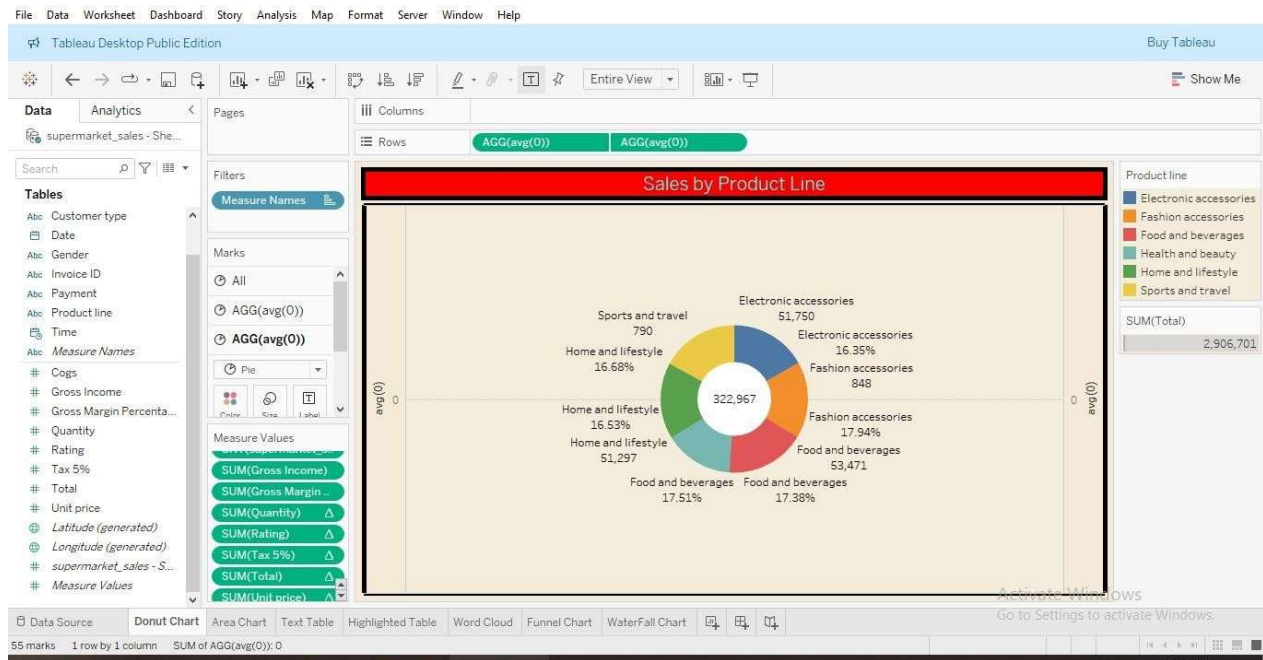 File Data Worksheet Dashboard Story Analysis Map Format Server Window Help
Tableau Desktop Public Edition
Buy Tableau
Entire View
Show Me
Data Analytics
supermarket_sales - She...
Search
Tables
Abc Customer type
Date
Abc Gender
Abc Invoice ID
Abc Payment
Abc Product line
Time
Abc Measure Names
# Cogs
# Gross Income
# Gross Margin Percenta...
# Quantity
# Rating
# Tax 5%
# Total
# Unit price
Latitude (generated)
Longitude (generated)
# supermarket_sales - S...
# Measure Values
Pages
Filters
Measure Names
Marks
All
AGG(avg(0))
AGG(avg(0))
Pie
Color Size Label
Measure Values
SUM(Gross Income)
SUM(Gross Margin ..
SUM(Quantity) Δ
SUM(Rating) Δ
SUM(Tax 5%) Δ
SUM(Total) Δ
SUM(Unit price) Δ
Columns
Rows AGG(avg(0)) AGG(avg(0))
Sales by Product Line
Electronic accessories
51,750
Electronic accessories
16.35%
Fashion accessories
848
Fashion accessories
17.94%
Food and beverages
53,471
Food and beverages
17.38%
Food and beverages
17.51%
Home and lifestyle
51,297
Home and lifestyle
16.53%
Home and lifestyle
16.68%
Sports and travel
790
322,967
avg(0)
0
0
avg(0)
Product line
Electronic accessories
Fashion accessories
Food and beverages
Health and beauty
Home and lifestyle
Sports and travel
SUM(Total)
2,906,701
Activate Windows
Go to Settings to activate Windows.
Data Source Donut Chart Area Chart Text Table Highlighted Table Word Cloud Funnel Chart WaterFall Chart
55 marks 1 row by 1 column SUM of AGG(avg(0)): 0